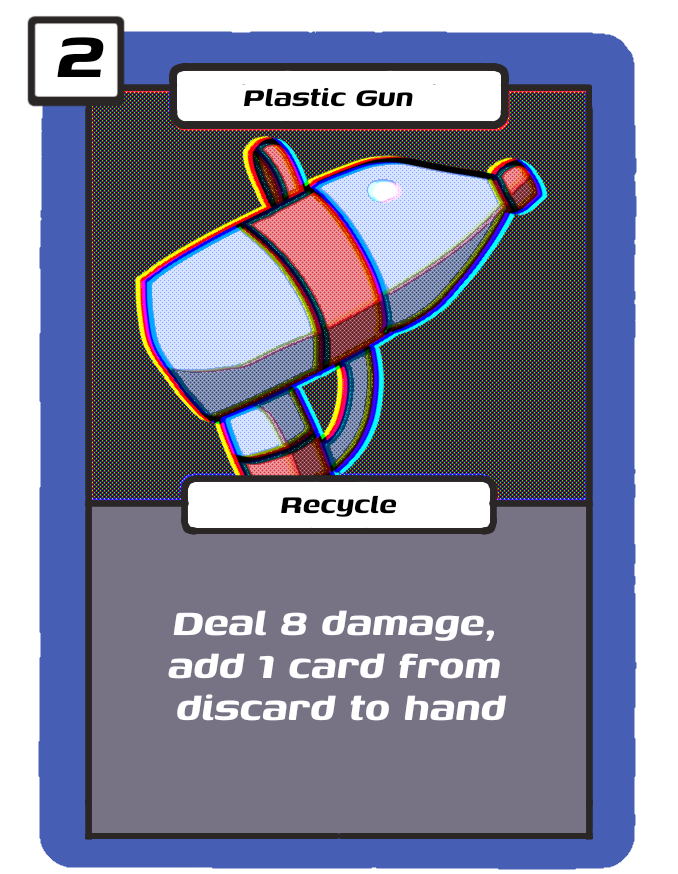 2
Plastic Gun
Recycle
Deal 8 damage,
add 1 card from
discard to hand